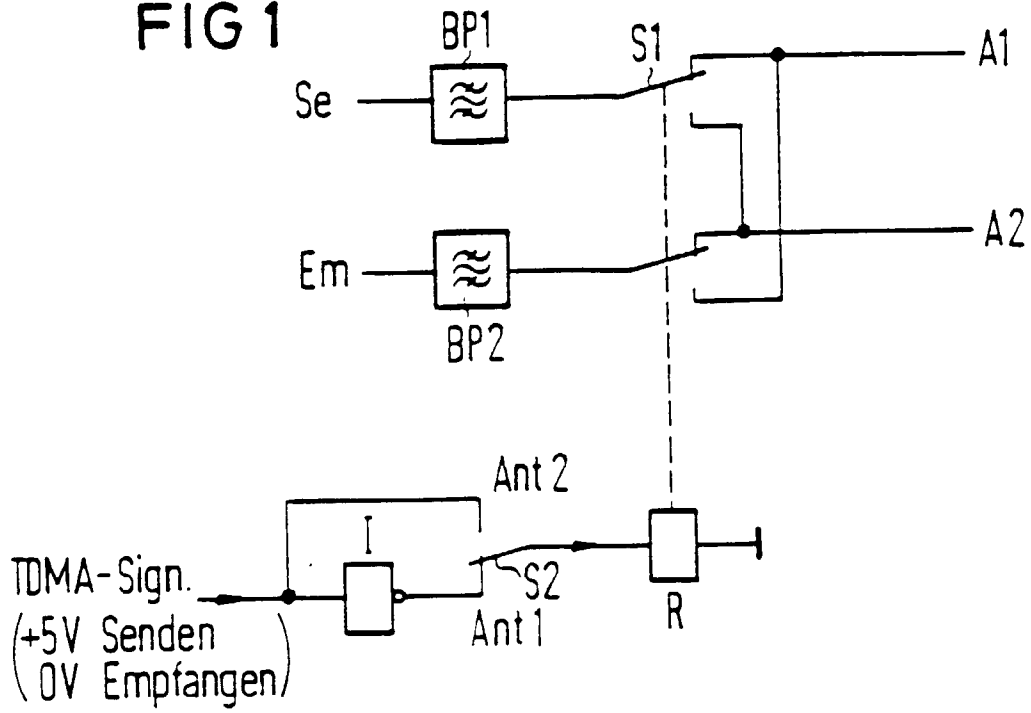 FIG 1
BP1
S1
A1
Se
A2
Em
BP2
Ant 2
I
TDMA-Sign.
S2
Ant 1
R
(+5V Senden
0V Empfangen)